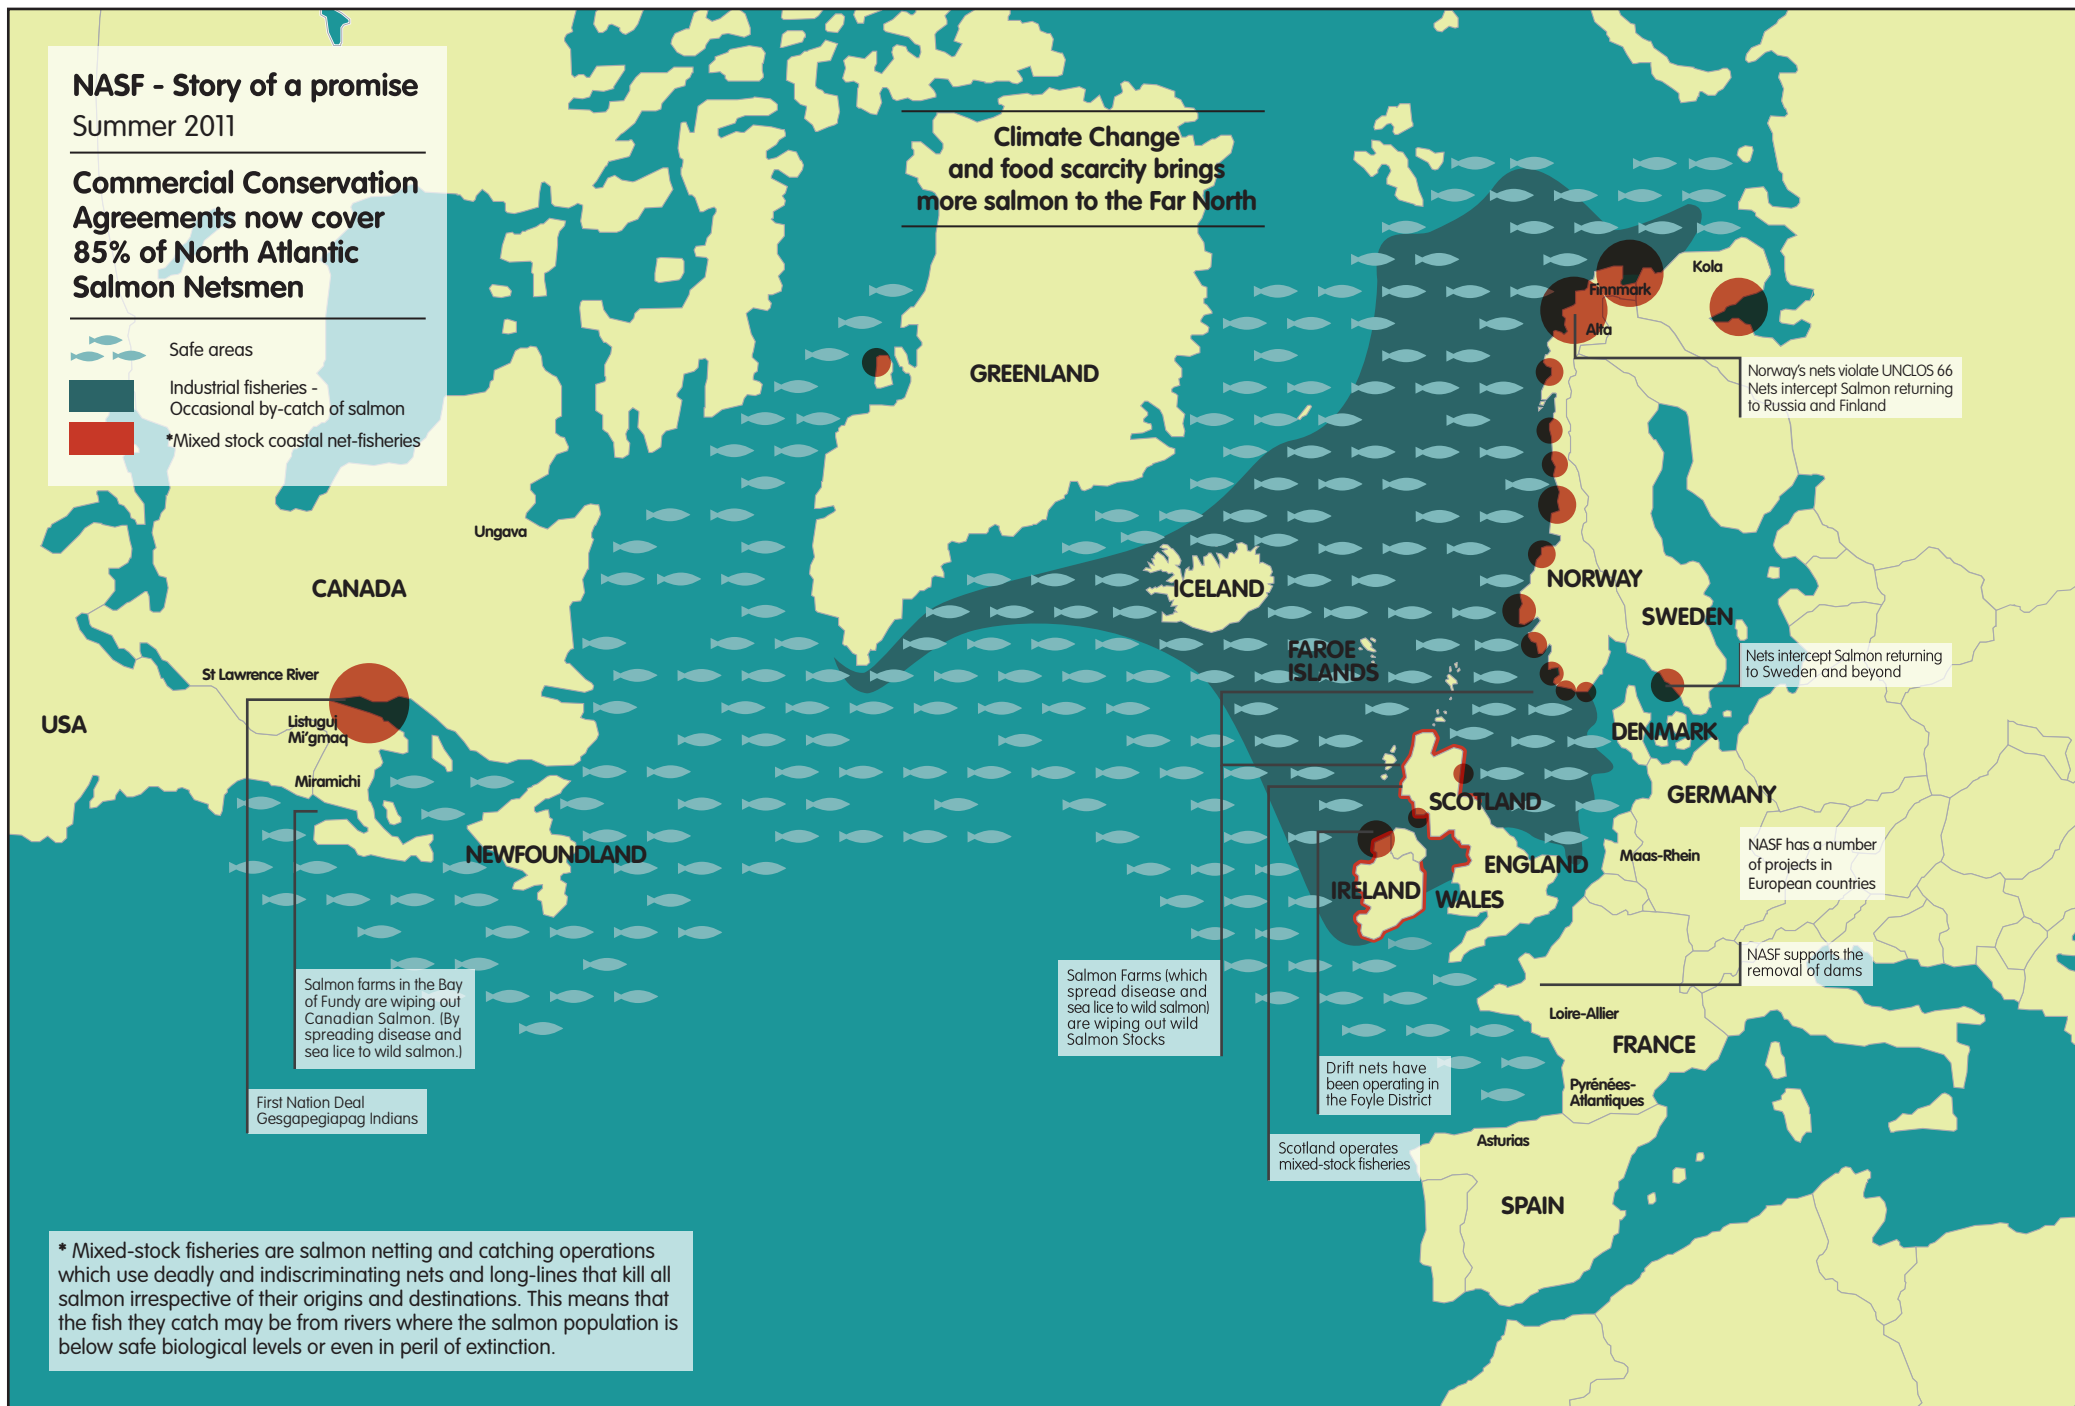 NASF - Story of a promise
Summer 2011
Commercial Conservation
Agreements now cover
85% of North Atlantic
Salmon Netsmen
Safe areas
Industrial fisheries -
Occasional by-catch of salmon
*Mixed stock coastal net-fisheries
Climate Change
and food scarcity brings
more salmon to the Far North
GREENLAND
Kola
Finnmark
Alta
Norway's nets violate UNCLOS 66
Nets intercept Salmon returning
to Russia and Finland
Ungava
CANADA
ICELAND
NORWAY
SWEDEN
FAROE
ISLANDS
Nets intercept Salmon returning
to Sweden and beyond
St Lawrence River
USA
Listuguj
Mi'gmaq
Miramichi
DENMARK
GERMANY
SCOTLAND
NEWFOUNDLAND
ENGLAND
Maas-Rhein
NASF has a number
of projects in
European countries
IRELAND
WALES
NASF supports the
removal of dams
Salmon farms in the Bay
of Fundy are wiping out
Canadian Salmon. (By
spreading disease and
sea lice to wild salmon.)
Salmon Farms (which
spread disease and
sea lice to wild salmon)
are wiping out wild
Salmon Stocks
Loire-Allier
FRANCE
Drift nets have
been operating in
the Foyle District
Pyrénées-
Atlantiques
First Nation Deal
Gesgapegiapag Indians
Scotland operates
mixed-stock fisheries
Asturias
SPAIN
* Mixed-stock fisheries are salmon netting and catching operations
which use deadly and indiscriminating nets and long-lines that kill all
salmon irrespective of their origins and destinations. This means that
the fish they catch may be from rivers where the salmon population is
below safe biological levels or even in peril of extinction.